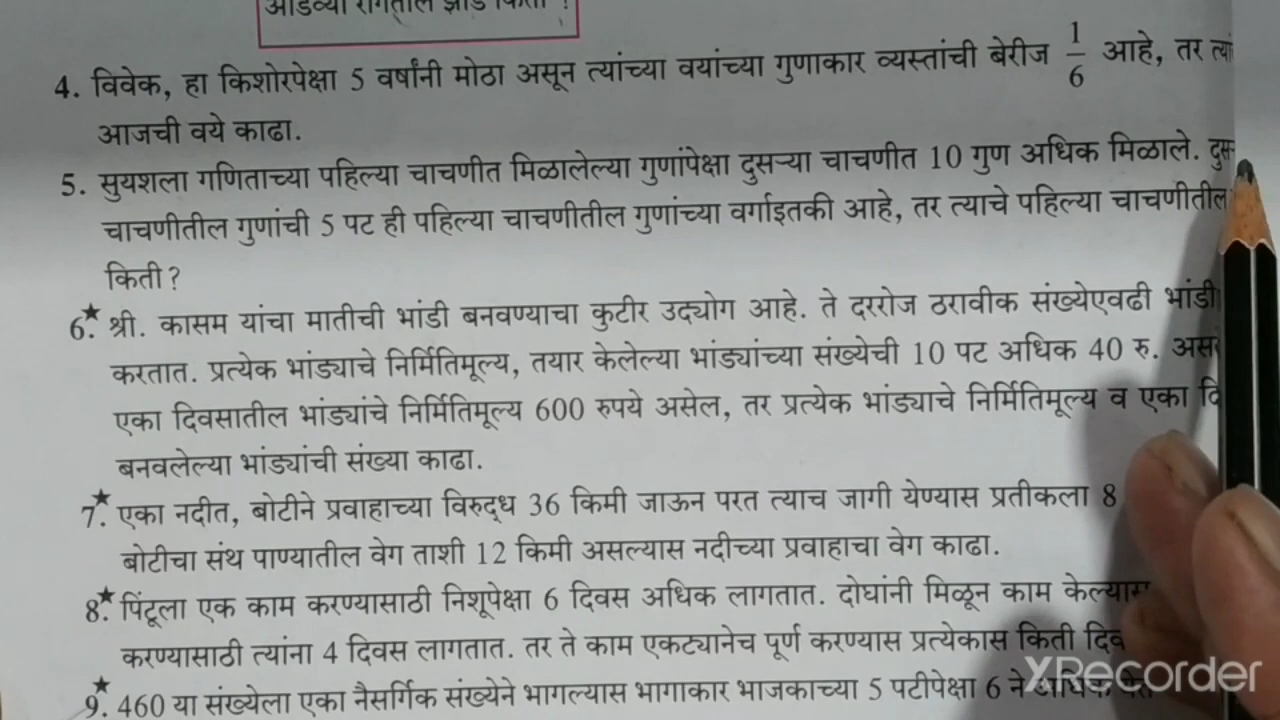 4. विवेक, हा किशोरपेक्षा 5 वर्षांनी मोठा असून त्यांच्या वयांच्या गुणाकार व्यस्तांची बेरीज 1/6 आहे, तर
आजची वये काढा.
5. सुयशला गणिताच्या पहिल्या चाचणीत मिळालेल्या गुणांपेक्षा दुसऱ्या चाचणीत 10 गुण अधिक मिळाले.
चाचणीतील गुणांची 5 पट ही पहिल्या चाचणीतील गुणांच्या वर्गाइतकी आहे, तर त्याचे पहिल्या चाचणीतील
किती ?
6.★ श्री. कासम यांचा मातीची भांडी बनवण्याचा कुटीर उद्योग आहे. ते दररोज ठरावीक संख्येएवढी भांडी
करतात. प्रत्येक भांड्याचे निर्मितिमूल्य, तयार केलेल्या भांड्यांच्या संख्येची 10 पट अधिक 40 रु.
एका दिवसातील भांड्यांचे निर्मितिमूल्य 600 रुपये असेल, तर प्रत्येक भांड्याचे निर्मितिमूल्य व एका
बनवलेल्या भांड्यांची संख्या काढा.
7.★ एका नदीत, बोटीने प्रवाहाच्या विरुद्ध 36 किमी जाऊन परत त्याच जागी येण्यास प्रतीकला 8
बोटीचा संथ पाण्यातील वेग ताशी 12 किमी असल्यास नदीच्या प्रवाहाचा वेग काढा.
8.★ पिंटूला एक काम करण्यासाठी निशूपेक्षा 6 दिवस अधिक लागतात. दोघांनी मिळून काम केल्यास
करण्यासाठी त्यांना 4 दिवस लागतात. तर ते काम एकट्यानेच पूर्ण करण्यास प्रत्येकास किती
9.★ 460 या संख्येला एका नैसर्गिक संख्येने भागल्यास भागाकार भाजकाच्या 5 पटीपेक्षा 6 ने
XRecorder